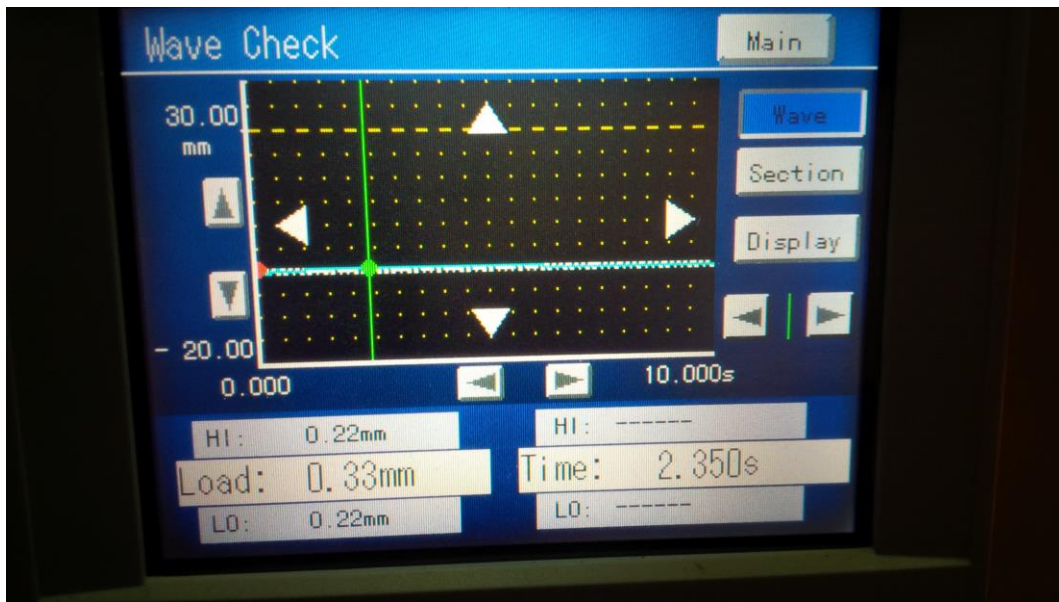 Wave Check
Main
30.00
mm
Wave
Section
Display
- 20.00
0.000
10.000s
HI: 0.22mm
HI: ------
Load: 0.33mm
Time: 2.350s
LO: 0.22mm
LO: ------